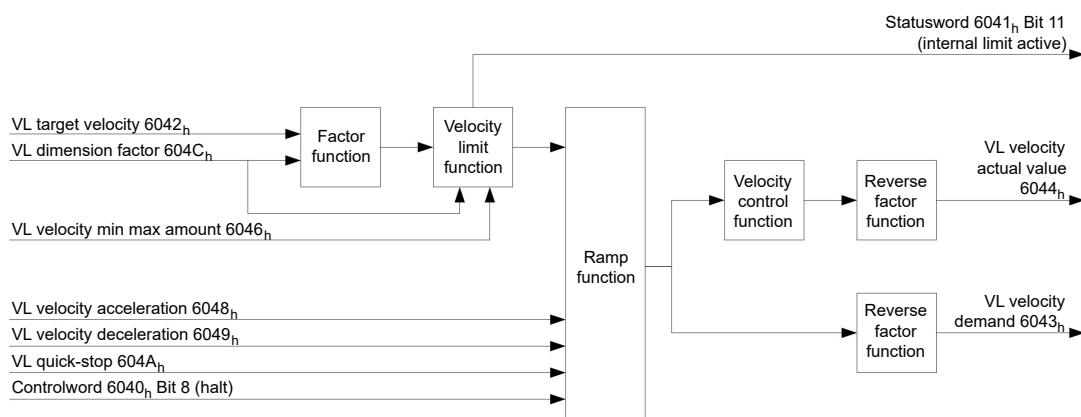 Statusword 6041h Bit 11
(internal limit active)
VL target velocity 6042h
VL dimension factor 604Ch
Factor
function
Velocity
limit
function
VL velocity min max amount 6046h
Ramp
function
Velocity
control
function
Reverse
factor
function
VL velocity
actual value
6044h
VL velocity acceleration 6048h
VL velocity deceleration 6049h
VL quick-stop 604Ah
Controlword 6040h Bit 8 (halt)
Reverse
factor
function
VL velocity
demand 6043h